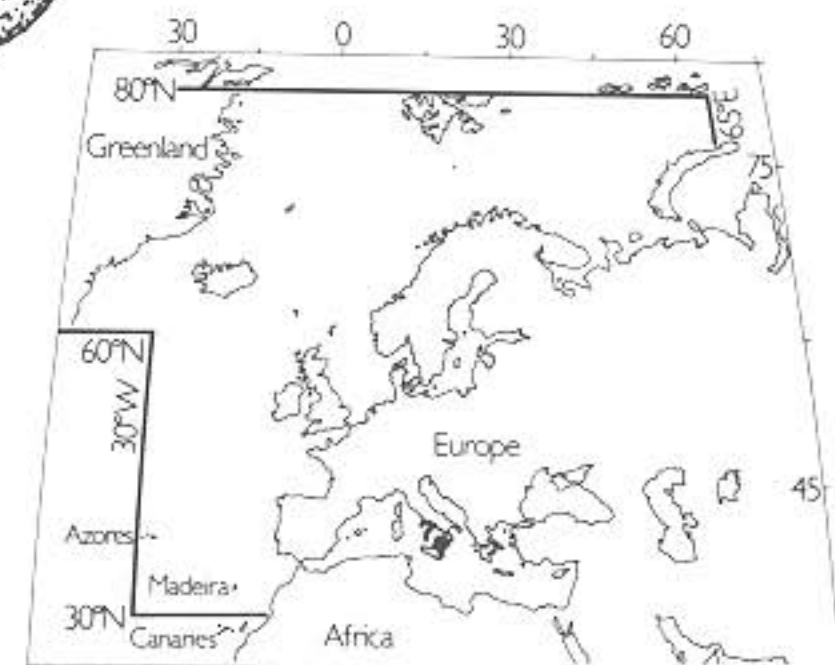 30 0 30 60
80°N
65°E
Greenland
75
60°N
30°W
Europe
45
Azores
Madeira
30°N
Canaries
Africa